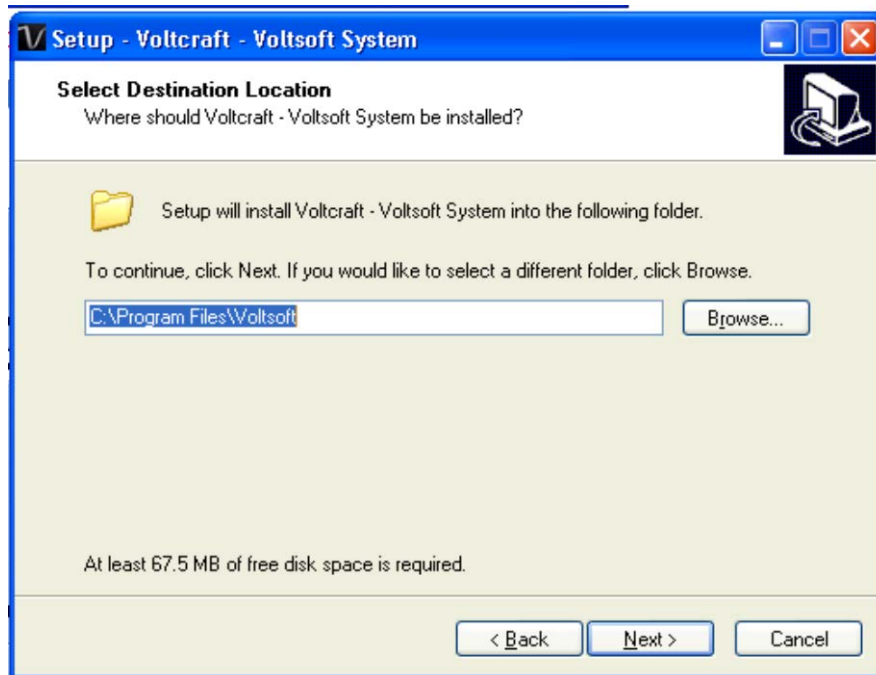 Setup - Voltcraft - Voltsoft System
Select Destination Location
Where should Voltcraft - Voltsoft System be installed?
Setup will install Voltcraft - Voltsoft System into the following folder.
To continue, click Next. If you would like to select a different folder, click Browse.
C:\Program Files\Voltsoft
Browse...
At least 67.5 MB of free disk space is required.
< Back Next > Cancel